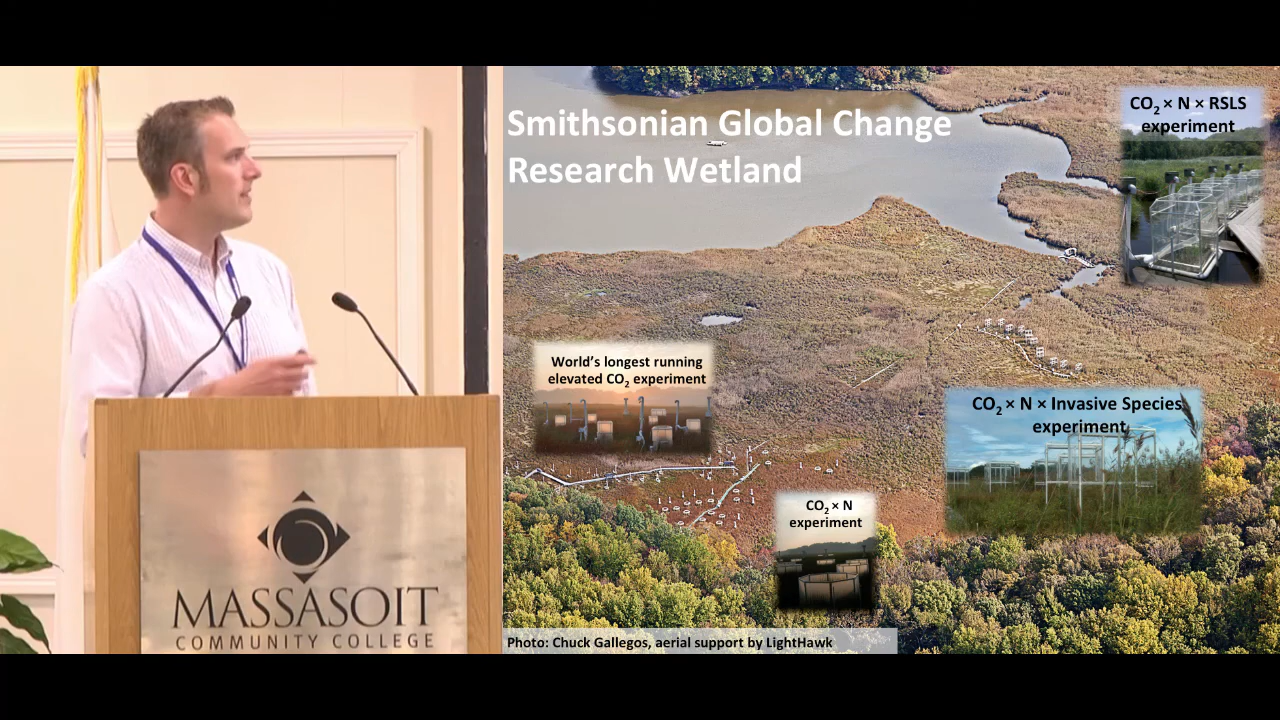 Smithsonian Global Change
Research Wetland
CO₂ × N × RSLS
experiment
World's longest running
elevated CO₂ experiment
CO₂ × N × Invasive Species
experiment
CO₂ × N
experiment
Photo: Chuck Gallegos, aerial support by LightHawk
MASSASOIT
COMMUNITY COLLEGE